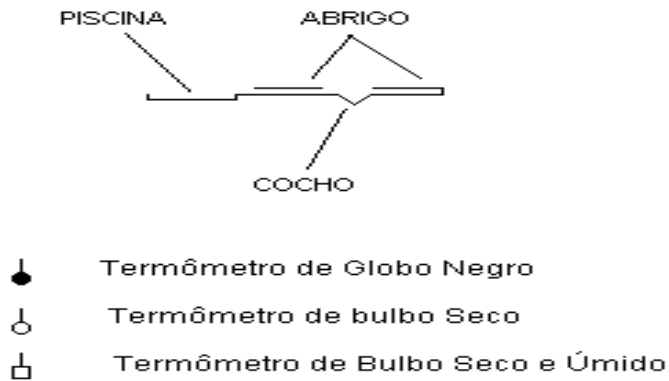 PISCINA ABRIGO
COCHO
Termômetro de Globo Negro
Termômetro de bulbo Seco
Termômetro de Bulbo Seco e Úmido